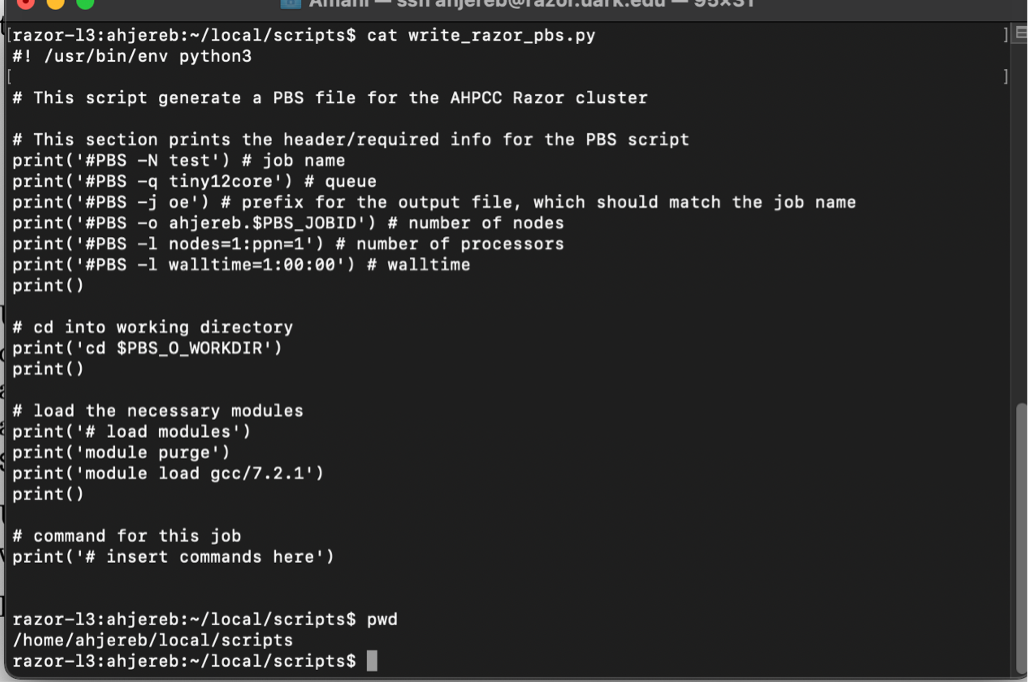 Amani — ssh ahjereb@razor.uark.edu — 95×31
[razor-l3:ahjereb:~/local/scripts$ cat write_razor_pbs.py ]
#! /usr/bin/env python3
[ ]
# This script generate a PBS file for the AHPCC Razor cluster
# This section prints the header/required info for the PBS script
print('#PBS -N test') # job name
print('#PBS -q tiny12core') # queue
print('#PBS -j oe') # prefix for the output file, which should match the job name
print('#PBS -o ahjereb.$PBS_JOBID') # number of nodes
print('#PBS -l nodes=1:ppn=1') # number of processors
print('#PBS -l walltime=1:00:00') # walltime
print()
# cd into working directory
print('cd $PBS_O_WORKDIR')
print()
# load the necessary modules
print('# load modules')
print('module purge')
print('module load gcc/7.2.1')
print()
# command for this job
print('# insert commands here')
razor-l3:ahjereb:~/local/scripts$ pwd
/home/ahjereb/local/scripts
razor-l3:ahjereb:~/local/scripts$